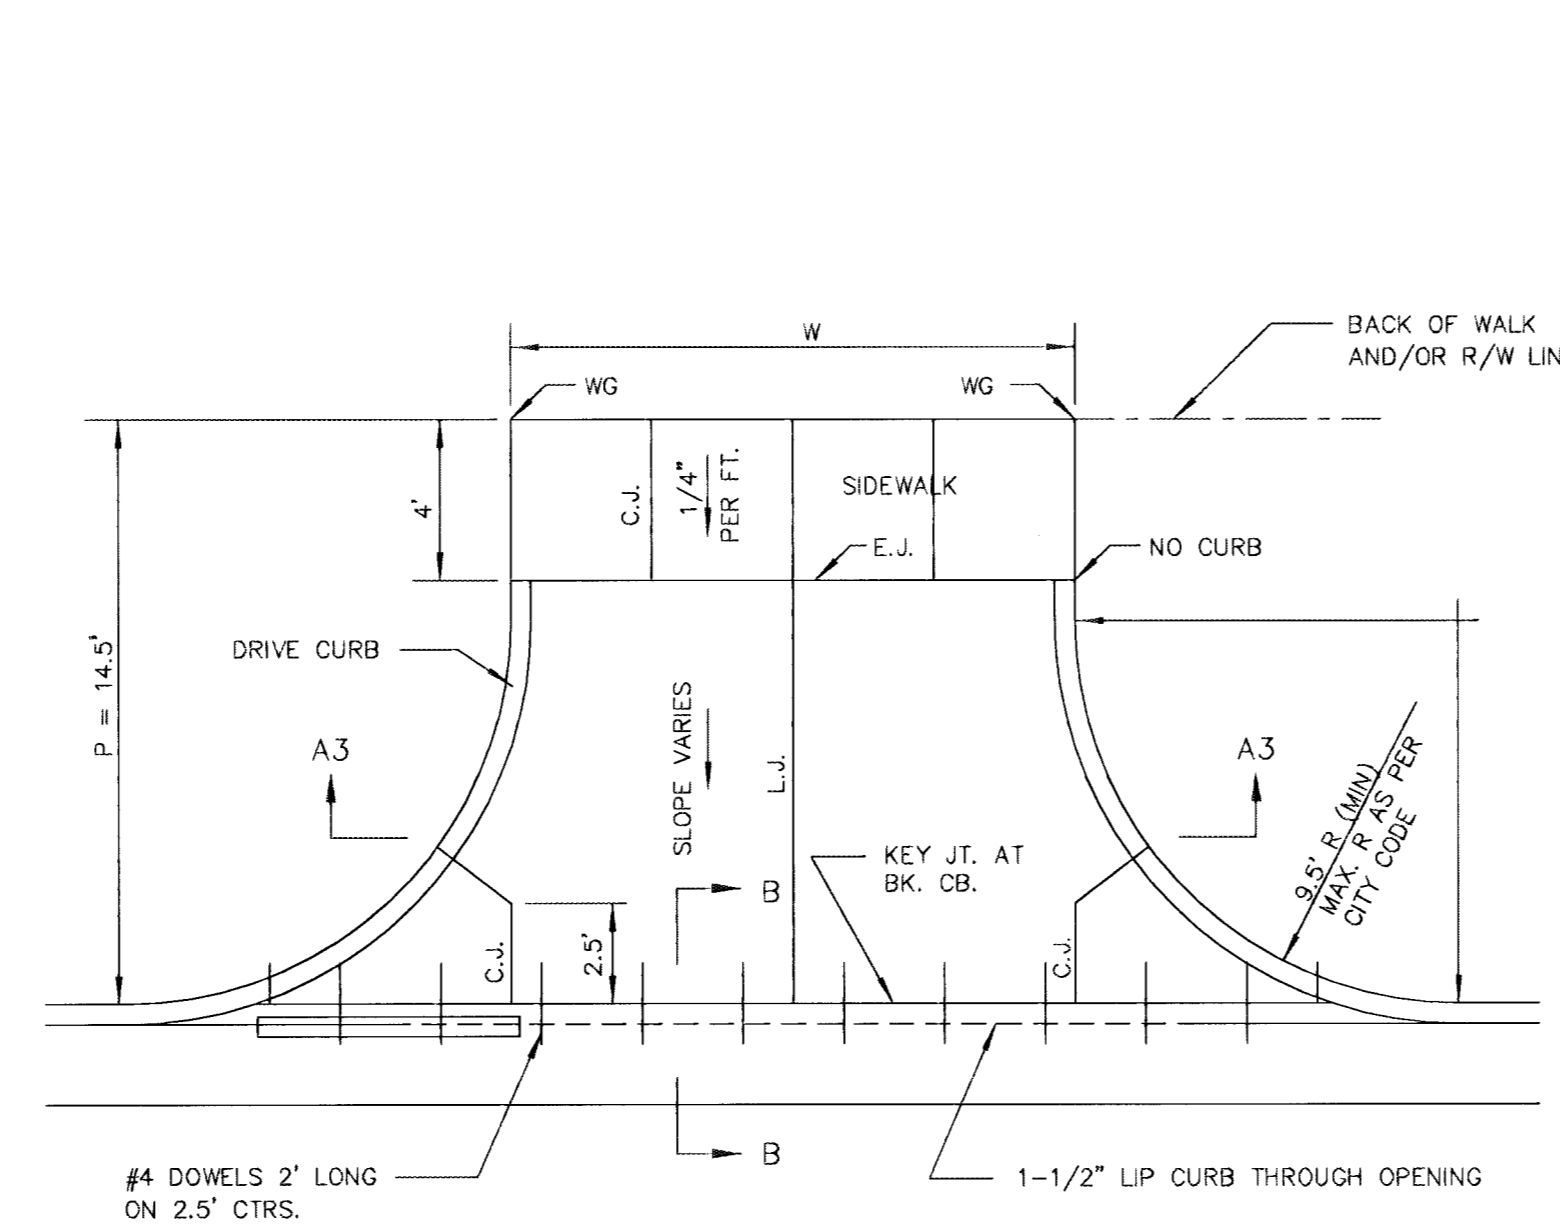 W
BACK OF WALK
AND/OR R/W LIN
WG
WG
4'
C.J.
1/4"
PER FT.
SIDEWALK
E.J.
NO CURB
DRIVE CURB
P = 14.5'
SLOPE VARIES
L.J.
A3
A3
9.5' R (MIN)
MAX. R AS PER
CITY CODE
KEY JT. AT
BK. CB.
B
C.J.
2.5'
C.J.
B
#4 DOWELS 2' LONG
ON 2.5' CTRS.
1-1/2" LIP CURB THROUGH OPENING